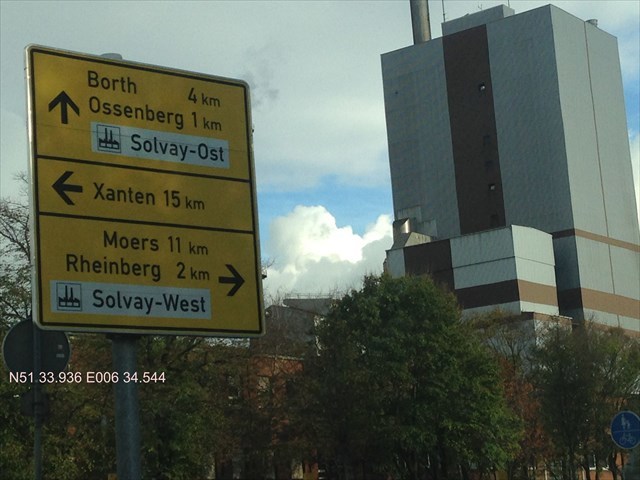 Borth 4 km
Ossenberg 1 km
Solvay-Ost
Xanten 15 km
Moers 11 km
Rheinberg 2 km
Solvay-West
N51 33.936 E006 34.544